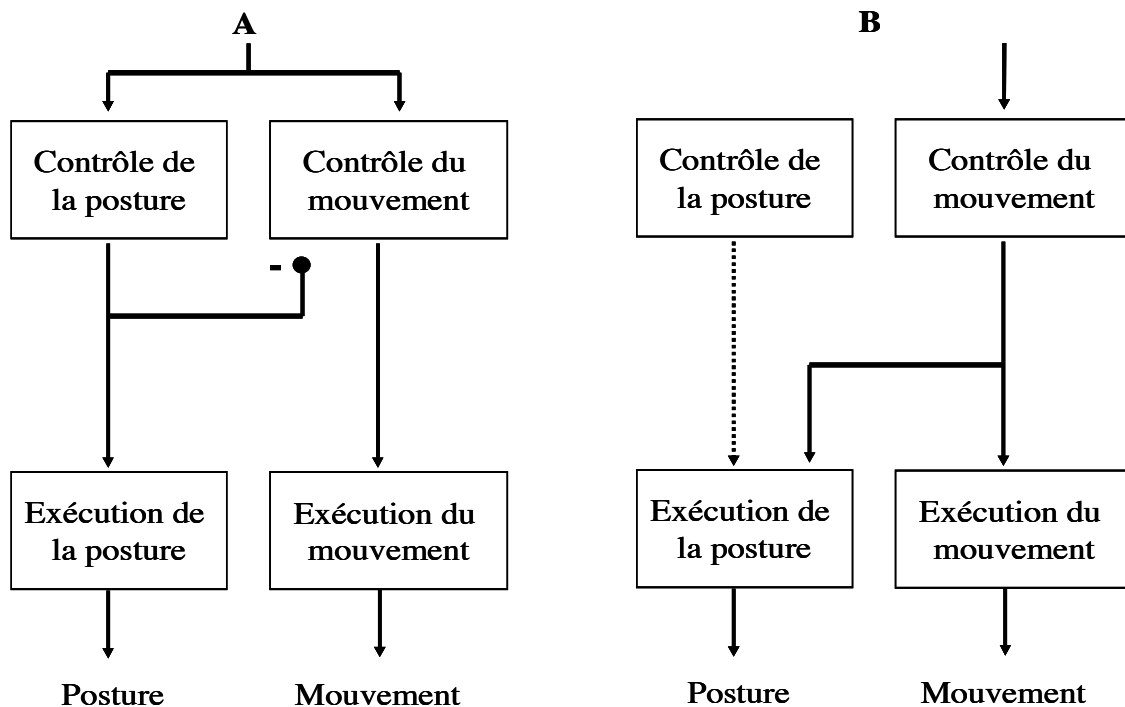 A
Contrôle de
la posture
Contrôle du
mouvement
-
Exécution de
la posture
Exécution du
mouvement
Posture
Mouvement
B
Contrôle de
la posture
Contrôle du
mouvement
Exécution de
la posture
Exécution du
mouvement
Posture
Mouvement